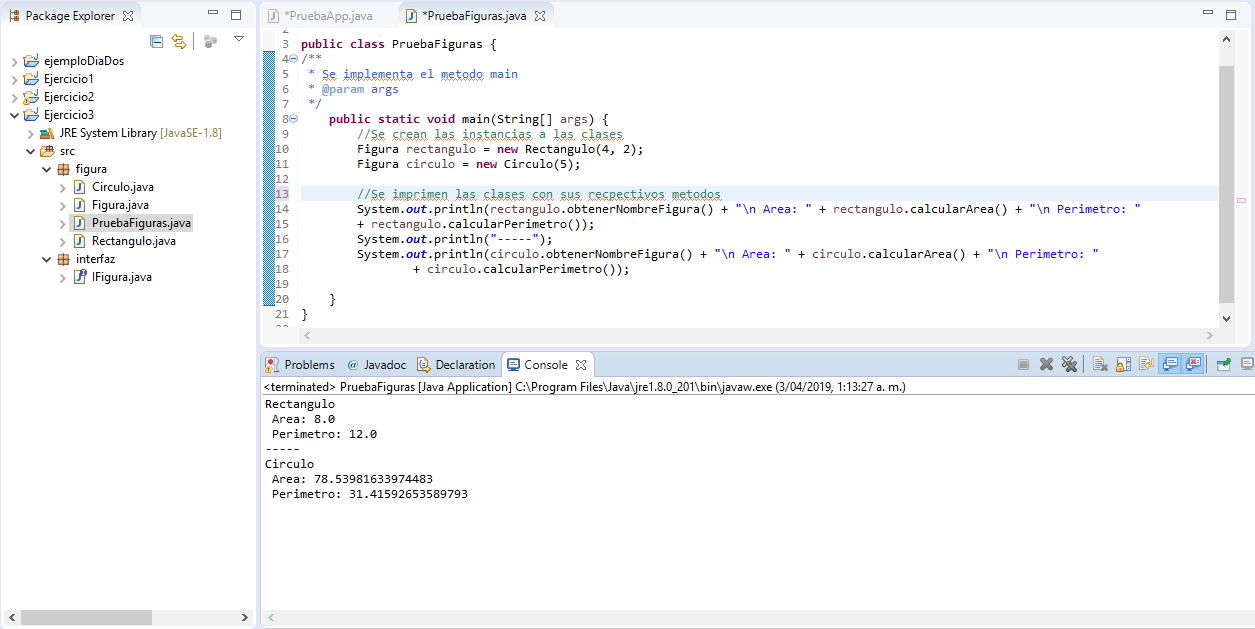 Package Explorer
ejemploDiaDos
Ejercicio1
Ejercicio2
Ejercicio3
JRE System Library [JavaSE-1.8]
src
figura
Circulo.java
Figura.java
PruebaFiguras.java
Rectangulo.java
interfaz
IFigura.java
*PruebaApp.java *PruebaFiguras.java
3 public class PruebaFiguras {
4 /**
5 * Se implementa el metodo main
6 * @param args
7 */
8 public static void main(String[] args) {
9 //Se crean las instancias a las clases
10 Figura rectangulo = new Rectangulo(4, 2);
11 Figura circulo = new Circulo(5);
12
13 //Se imprimen las clases con sus recpectivos metodos
14 System.out.println(rectangulo.obtenerNombreFigura() + "\n Area: " + rectangulo.calcularArea() + "\n Perimetro: "
15 + rectangulo.calcularPerimetro());
16 System.out.println("-----");
17 System.out.println(circulo.obtenerNombreFigura() + "\n Area: " + circulo.calcularArea() + "\n Perimetro: "
18 + circulo.calcularPerimetro());
19
20 }
21 }
Problems @ Javadoc Declaration Console
<terminated> PruebaFiguras [Java Application] C:\Program Files\Java\jre1.8.0_201\bin\javaw.exe (3/04/2019, 1:13:27 a. m.)
Rectangulo
Area: 8.0
Perimetro: 12.0
-----
Circulo
Area: 78.53981633974483
Perimetro: 31.41592653589793